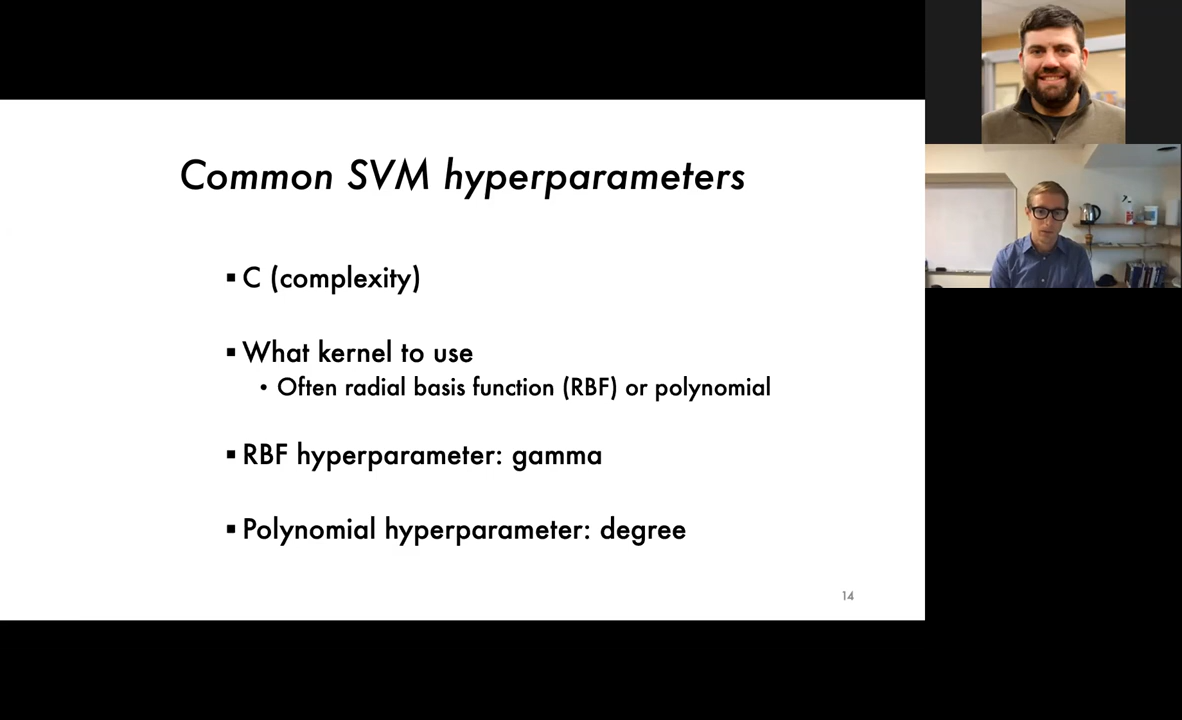 Common SVM hyperparameters
▪ C (complexity)
▪ What kernel to use
• Often radial basis function (RBF) or polynomial
▪ RBF hyperparameter: gamma
▪ Polynomial hyperparameter: degree
14